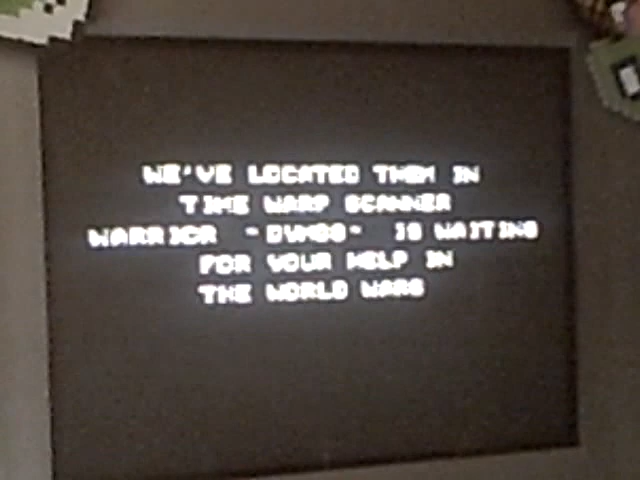 WE'VE LOCATED THEM IN
TIME WARP SCANNER
WARRIOR IS WAITING
FOR YOUR HELP IN
THE WORLD WARS